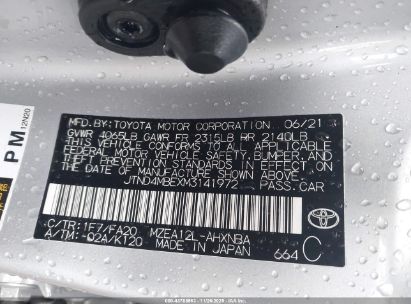 MFD.BY:TOYOTA MOTOR CORPORATION 06/21
GVWR 4065LB GAWR FR 2315LB RR 2140LB
THIS VEHICLE CONFORMS TO ALL APPLICABLE
FEDERAL MOTOR VEHICLE SAFETY, BUMPER, AND
THEFT PREVENTION STANDARDS IN EFFECT ON THE DATE
OF MANUFACTURE SHOWN ABOVE.
JTND4MBEXM3141972 PASS.CAR
C/TR: 1F7/FA20 MZEA12L-AHXNBA
A/TM: -02A/K120 MADE IN JAPAN 664 C
TOYOTA
PM
12N20